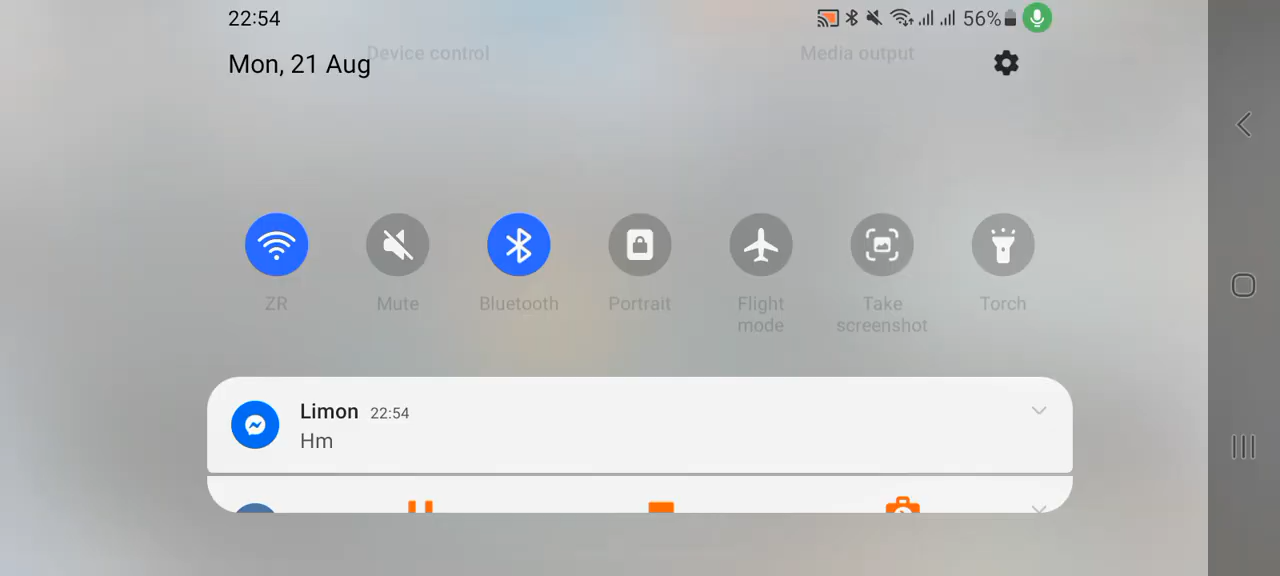 22:54
56%
Device control
Media output
Mon, 21 Aug
ZR
Mute
Bluetooth
Portrait
Flight
mode
Take
screenshot
Torch
Limon 22:54
Hm